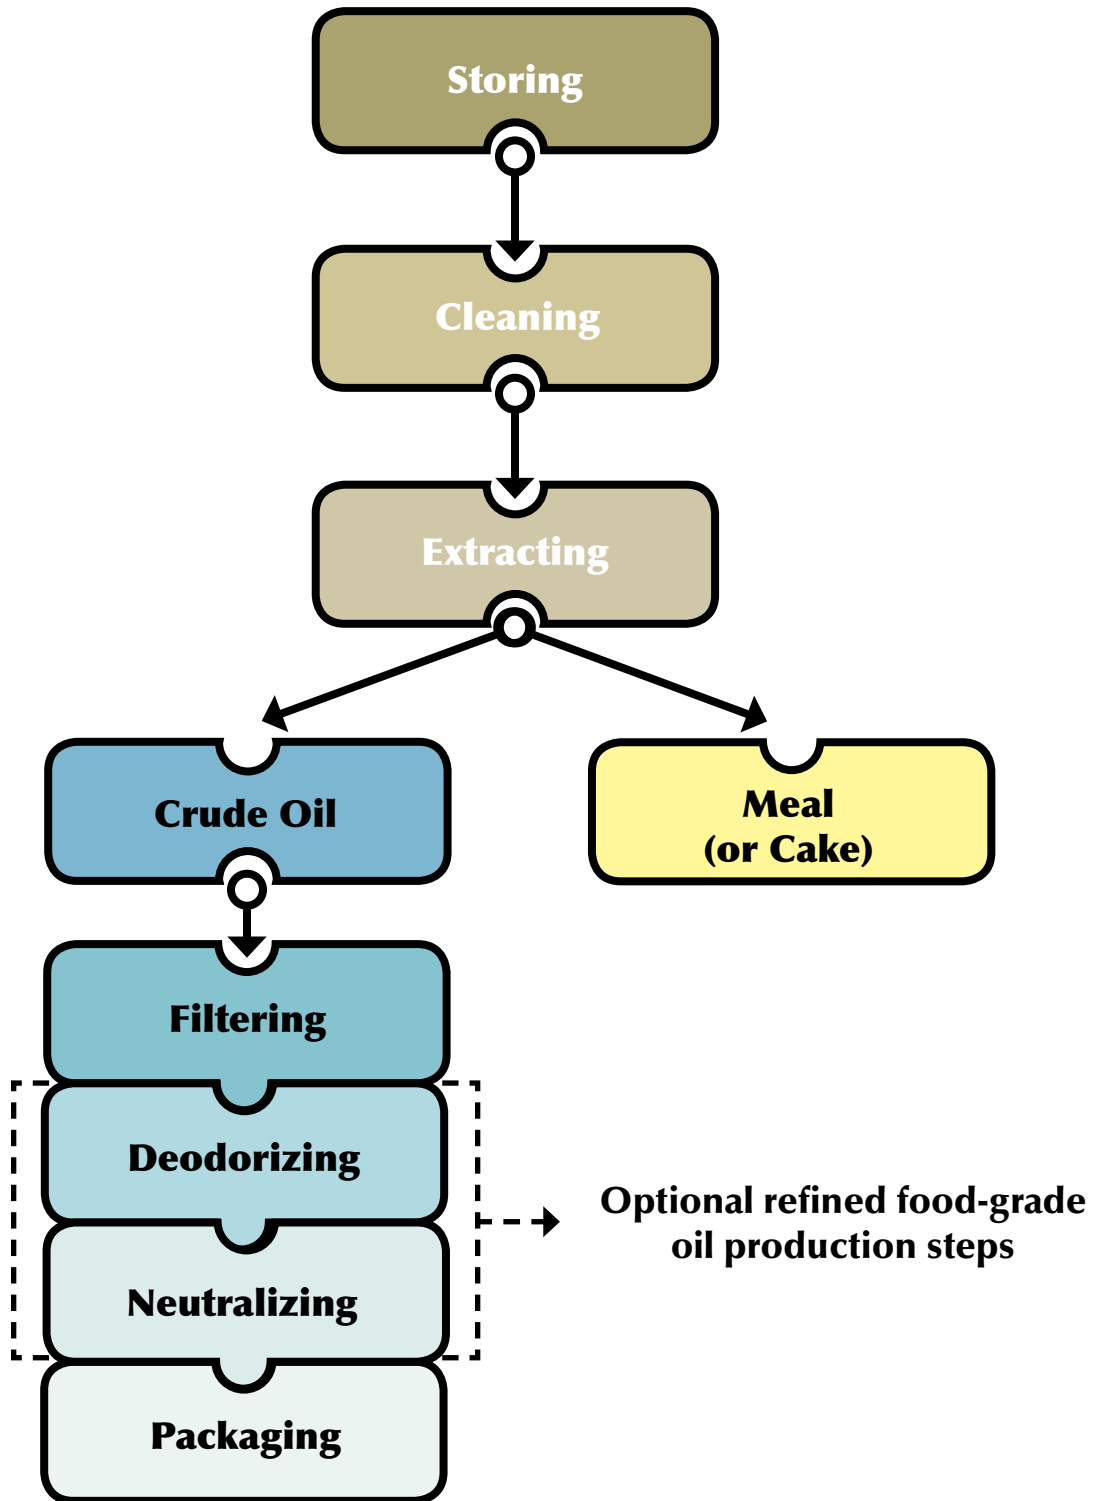 Storing
Cleaning
Extracting
Crude Oil
Meal
(or Cake)
Filtering
Deodorizing
Neutralizing
Packaging
Optional refined food-grade
oil production steps